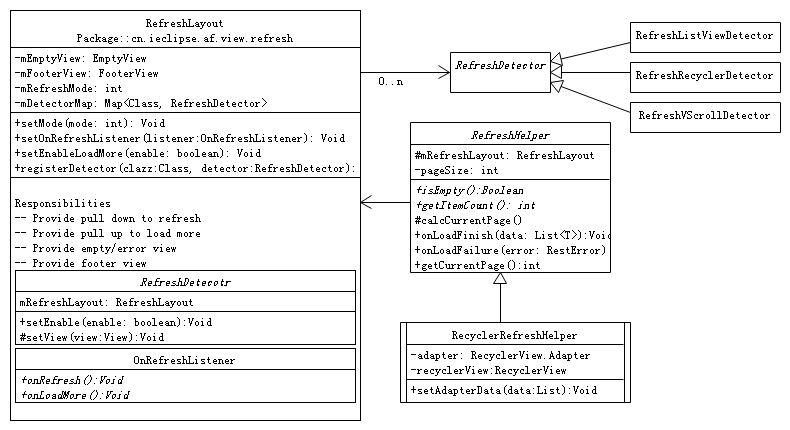 RefreshLayout
Package::cn.ieclipse.af.view.refresh
-mEmptyView: EmptyView
-mFooterView: FooterView
-mRefreshMode: int
-mDetectorMap: Map<Class, RefreshDetector>
+setMode(mode: int): Void
+setOnRefreshListener(listener:OnRefreshListener): Void
+setEnableLoadMore(enable: boolean): Void
+registerDetector(clazz:Class, detector:RefreshDetector):
Responsibilities
-- Provide pull down to refresh
-- Provide pull up to load more
-- Provide empty/error view
-- Provide footer view
RefreshDetecotr
mRefreshLayout: RefreshLayout
+setEnable(enable: boolean):Void
#setView(view:View):Void
OnRefreshListener
+onRefresh():Void
+onLoadMore():Void
0..n
RefreshDetector
RefreshListViewDetector
RefreshRecyclerDetector
RefreshVScrollDetector
RefreshHelper
#mRefreshLayout: RefreshLayout
-pageSize: int
+isEmpty():Boolean
+getItemCount(): int
#calcCurrentPage()
+onLoadFinish(data: List<T>):Void
+onLoadFailure(error: RestError)
+getCurrentPage():int
RecyclerRefreshHelper
-adapter: RecyclerView.Adapter
-recyclerView:RecyclerView
+setAdapterData(data:List):Void